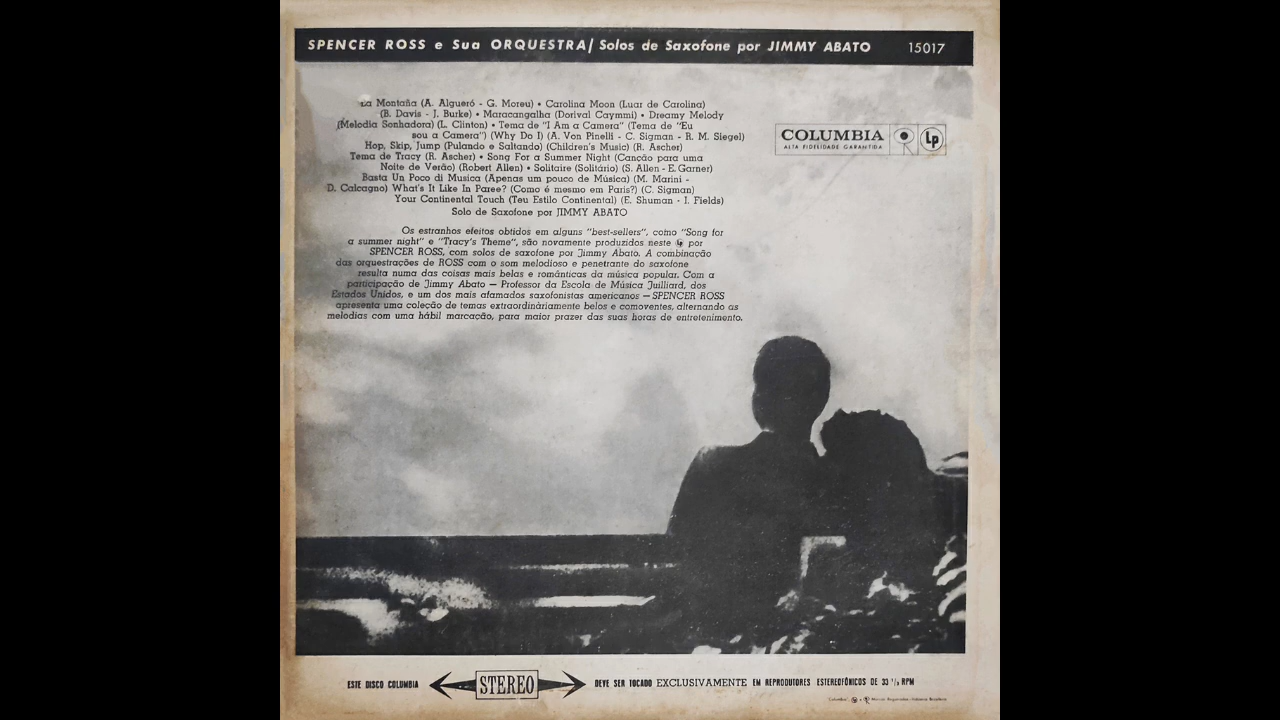 SPENCER ROSS e Sua ORQUESTRA/ Solos de Saxofone por JIMMY ABATO 15017
La Montaña (A. Algueró - G. Moreu) • Carolina Moon (Luar de Carolina)
(B. Davis - J. Burke) • Maracangalha (Dorival Caymmi) • Dreamy Melody
(Melodia Sonhadora) (L. Clinton) • Tema de "I Am a Camera" (Tema de "Eu
sou a Camera") (Why Do I) (A. Von Pinelli - C. Sigman - R. M. Siegel)
Hop, Skip, Jump (Pulando e Saltando) (Children's Music) (R. Ascher)
Tema de Tracy (R. Ascher) • Song For a Summer Night (Canção para uma
Noite de Verão) (Robert Allen) • Solitaire (Solitário) (S. Allen - E. Garner)
Basta Un Poco di Musica (Apenas um pouco de Música) (M. Marini -
D. Calcagno) What's It Like In Paree? (Como é mesmo em Paris?) (C. Sigman)
Your Continental Touch (Teu Estilo Continental) (E. Shuman - I. Fields)
Solo de Saxofone por JIMMY ABATO
COLUMBIA Lp
ALTA FIDELIDADE GARANTIDA
Os estranhos efeitos obtidos em alguns "best-sellers", como "Song for
a summer night" e "Tracy's Theme", são novamente produzidos neste Lp por
SPENCER ROSS, com solos de saxofone por Jimmy Abato. A combinação
das orquestrações de ROSS com o som melodioso e penetrante do saxofone
resulta numa das coisas mais belas e românticas da música popular. Com a
participação de Jimmy Abato — Professor da Escola de Música Juilliard, dos
Estados Unidos, e um dos mais afamados saxofonistas americanos — SPENCER ROSS
apresenta uma coleção de temas extraordinàriamente belos e comoventes, alternando as
melodias com uma hábil marcação, para maior prazer das suas horas de entretenimento.
ESTE DISCO COLUMBIA STEREO DEVE SER TOCADO EXCLUSIVAMENTE EM REPRODUTORES ESTEREOFÔNICOS DE 33 ⅓ RPM